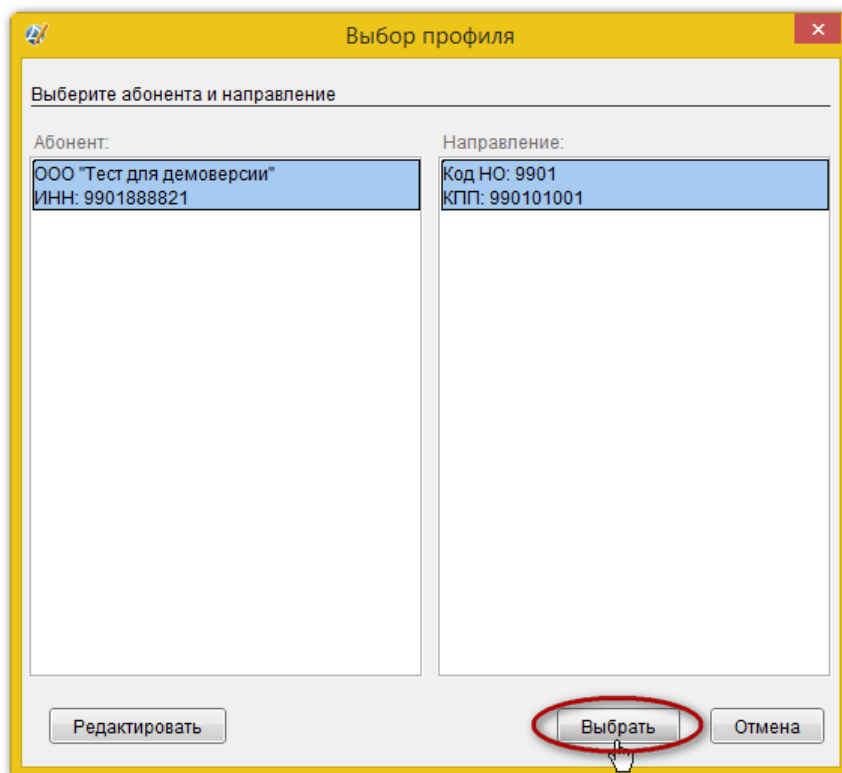 Выбор профиля
Выберите абонента и направление
Абонент:
Направление:
ООО "Тест для демоверсии"
ИНН: 9901888821
Код НО: 9901
КПП: 990101001
Редактировать
Выбрать
Отмена